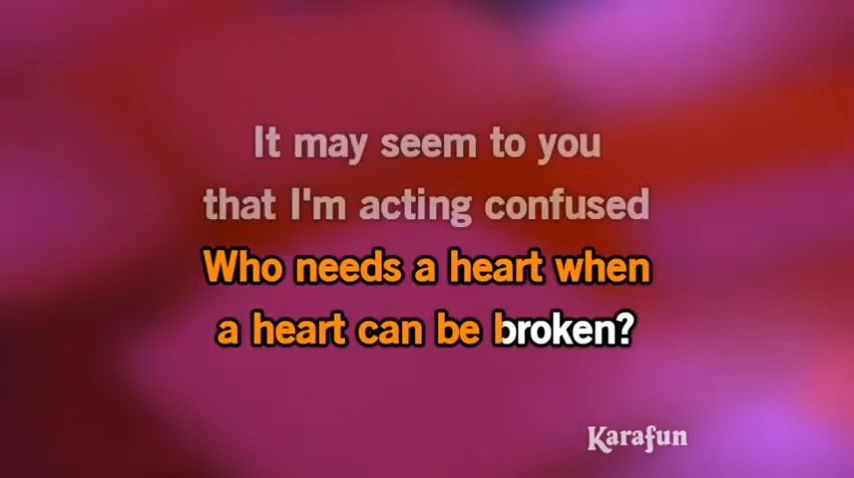 It may seem to you
that I'm acting confused
Who needs a heart when
a heart can be broken?
Karafun